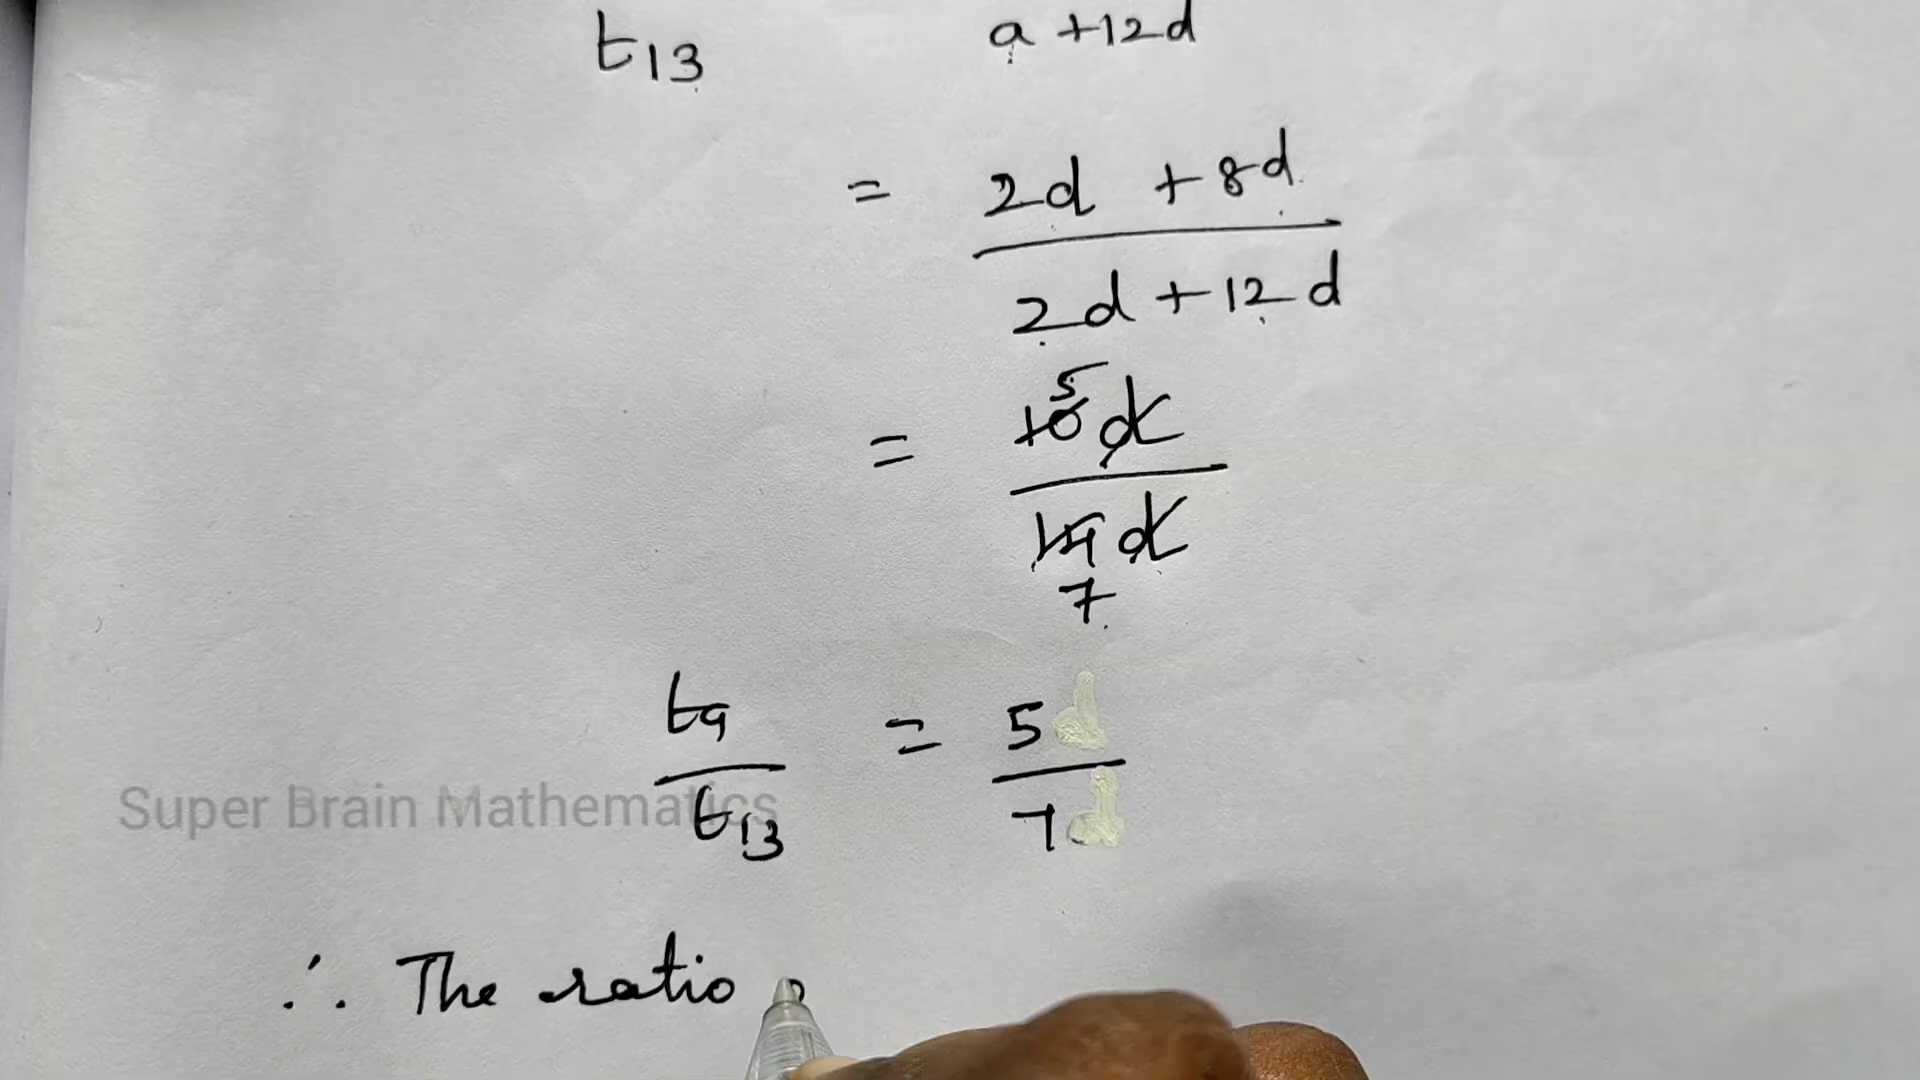 t13 a + 12d
= 2d + 8d
2d + 12d
= 5
10d
14d
7
t9 = 5
t13 7
Super Brain Mathematics
∴ The ratio